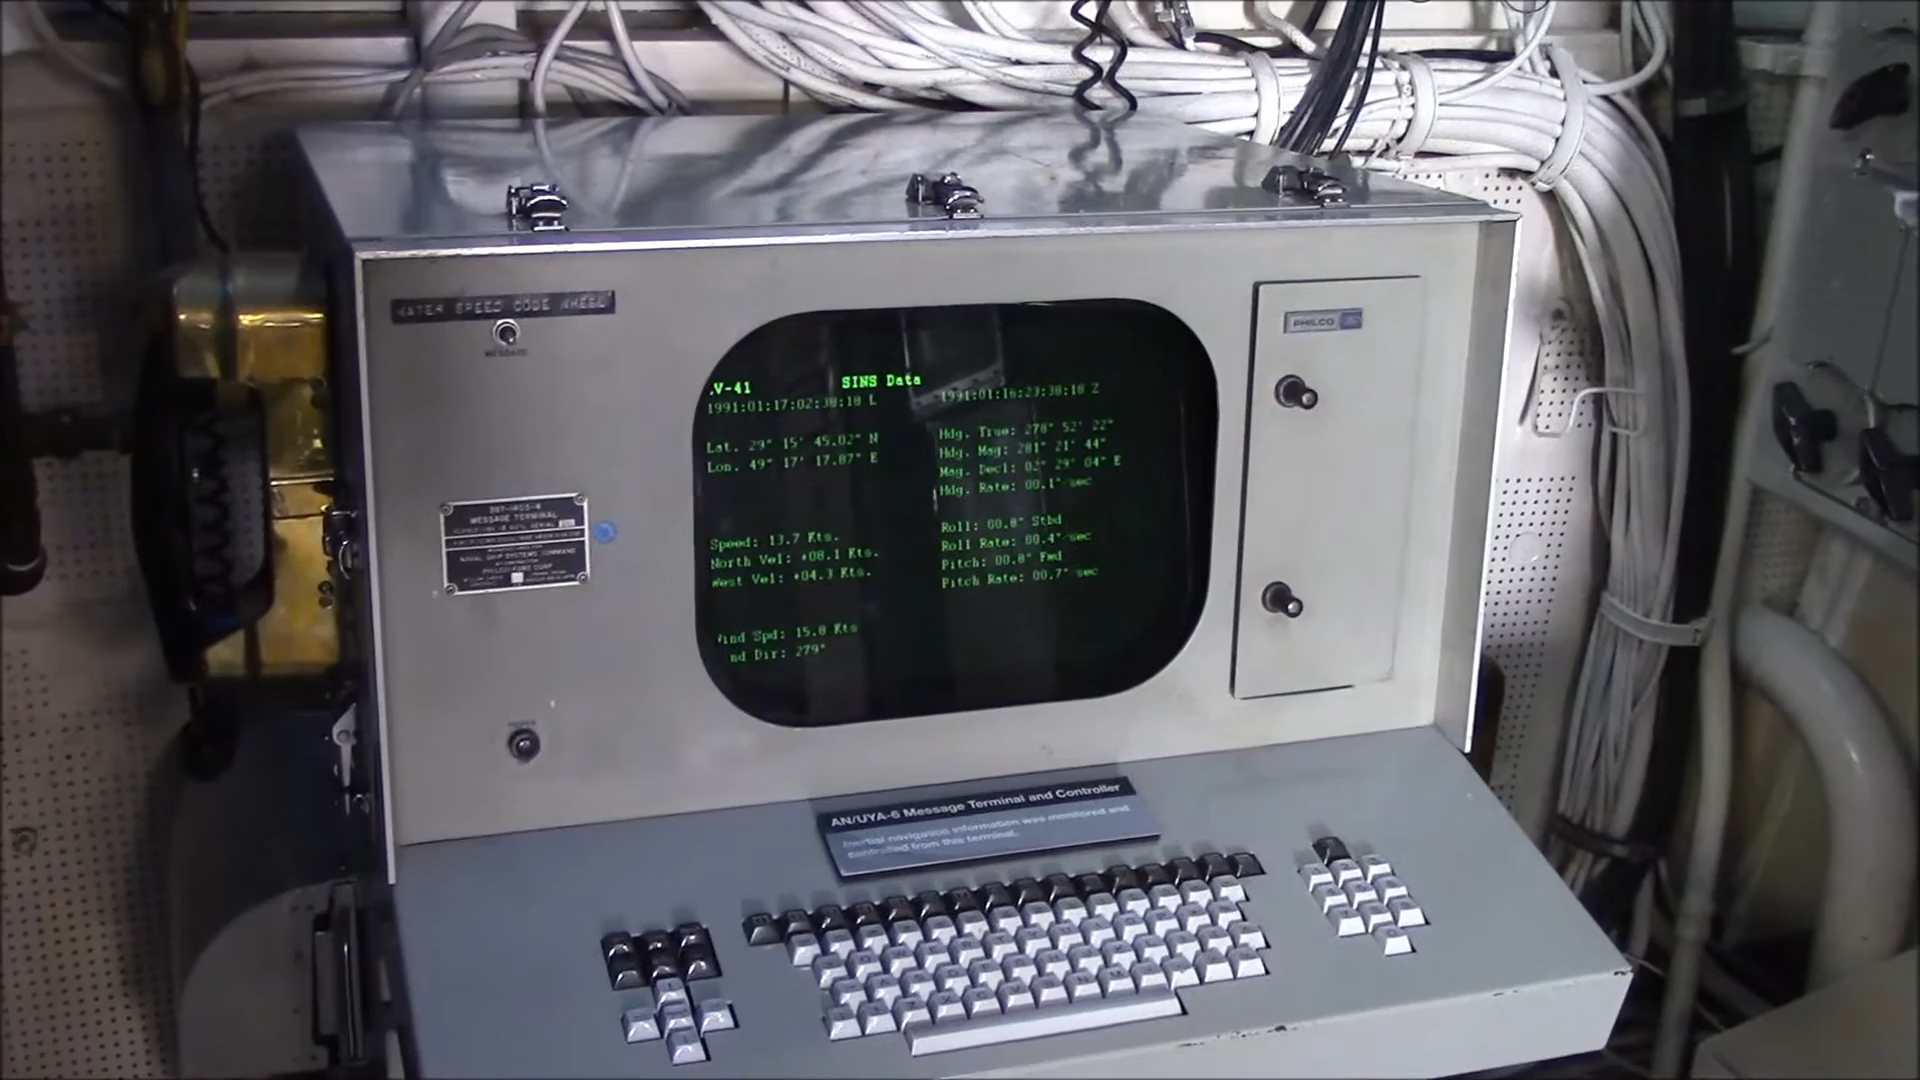 WATER SPEED CODE WHEEL
MESSAGE
PHILCO
.V-41 SINS Data
1991:01:17:02:38:18 L 1991:01:16:23:38:18 Z
Lat. 29° 15' 45.02" N
Lon. 49° 17' 17.87" E
Hdg. True: 278° 52' 22"
Hdg. Mag: 281° 21' 44"
Mag. Decl: 02° 29' 04" E
Hdg. Rate: 00.1°/sec
Speed: 13.7 Kts.
North Vel: +08.1 Kts.
West Vel: +04.3 Kts.
Roll: 00.8° Stbd
Roll Rate: 00.4°/sec
Pitch: 00.8° Fwd
Pitch Rate: 00.7°/sec
Wind Spd: 15.0 Kts
nd Dir: 279°
MESSAGE TERMINAL
NAVAL SHIP SYSTEMS COMMAND
PHILCO-FORD CORP
AN/UYA-6 Message Terminal and Controller
Inertial navigation information was monitored and
controlled from this terminal.